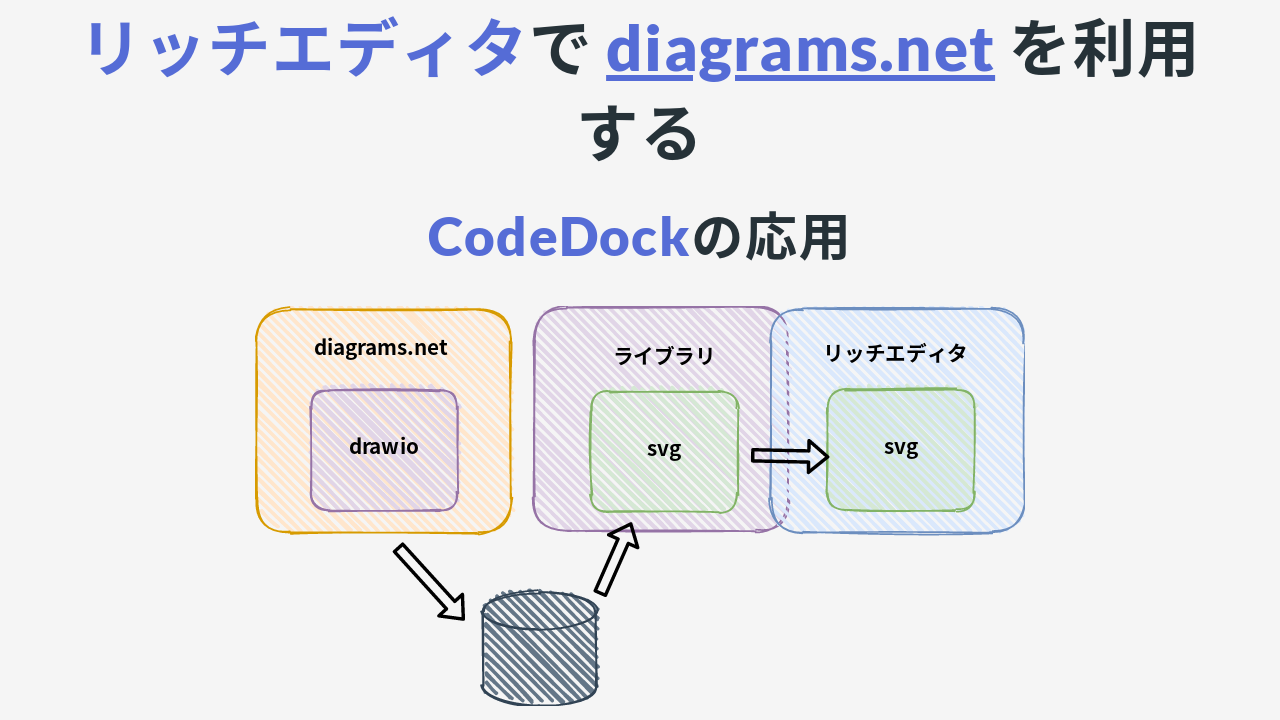 リッチエディタで diagrams.net を利用
する
CodeDockの応用
diagrams.net
ライブラリ
リッチエディタ
drawio
svg
svg